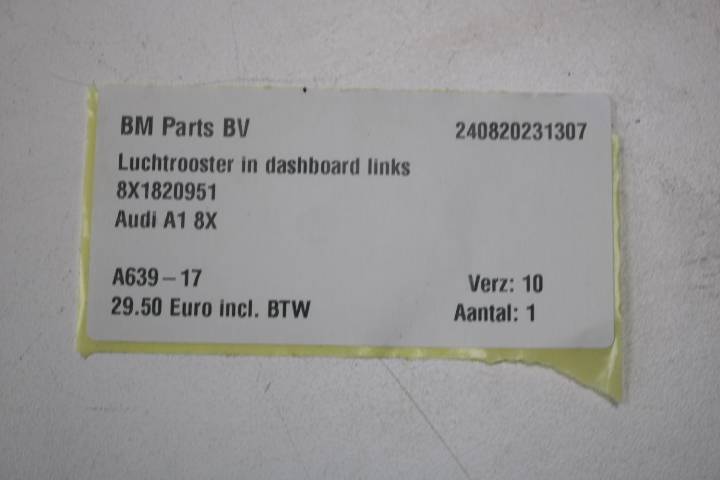 BM Parts BV 240820231307
Luchtrooster in dashboard links
8X1820951
Audi A1 8X
A639-17 Verz: 10
29.50 Euro incl. BTW Aantal: 1